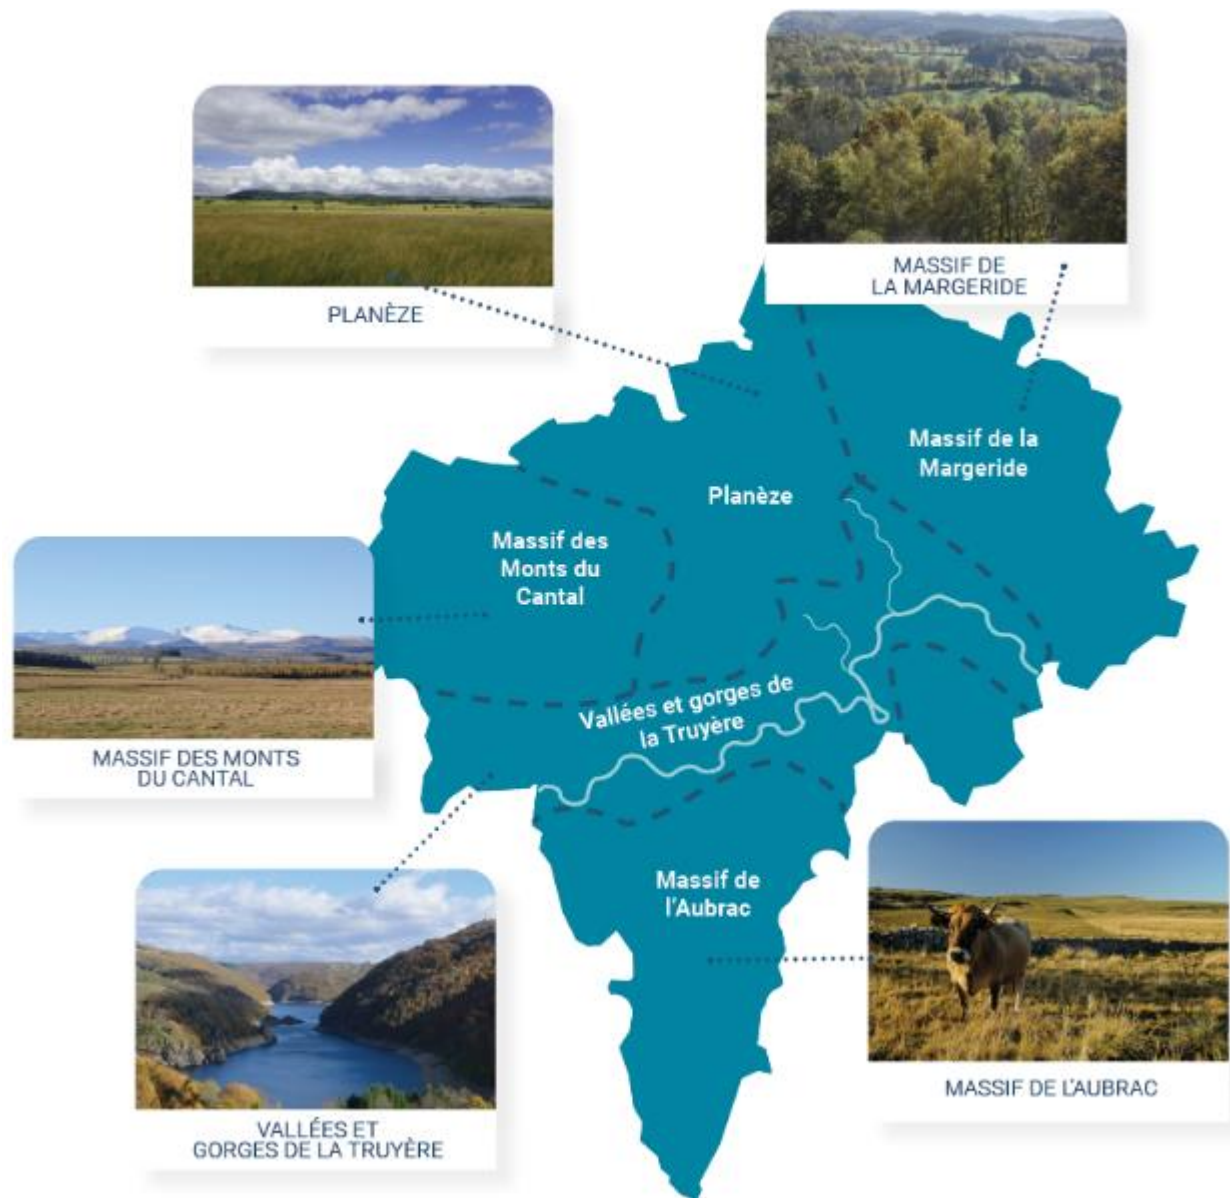 MASSIF DE
LA MARGERIDE
PLANÈZE
Massif de la
Margeride
Planèze
Massif des
Monts du
Cantal
Vallées et gorges de
la Truyère
MASSIF DES MONTS
DU CANTAL
Massif de
l'Aubrac
MASSIF DE L'AUBRAC
VALLÉES ET
GORGES DE LA TRUYÈRE